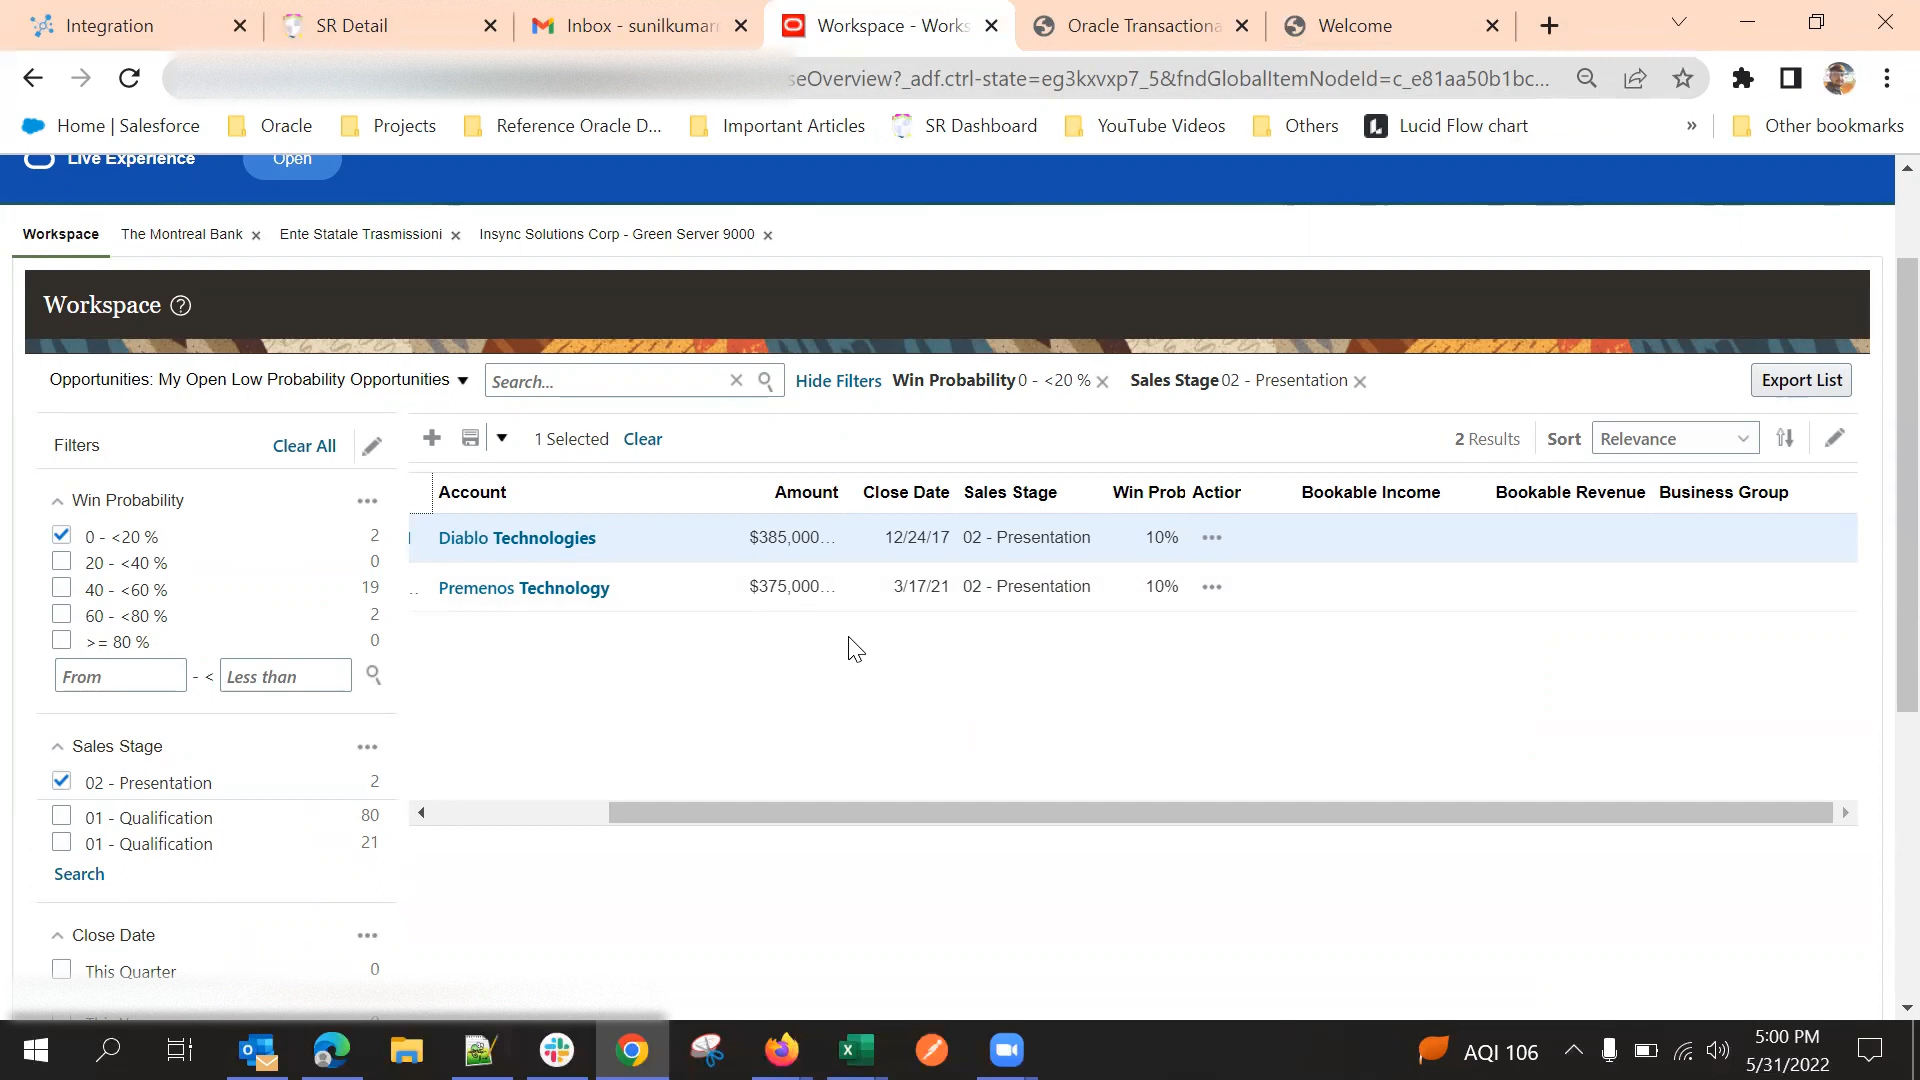 Integration
SR Detail
Inbox - sunilkumar
Workspace - Works
Oracle Transactiona
Welcome
seOverview?_adf.ctrl-state=eg3kxvxp7_5&fndGlobalItemNodeId=c_e81aa50b1bc...
Home | Salesforce
Oracle
Projects
Reference Oracle D...
Important Articles
SR Dashboard
YouTube Videos
Others
Lucid Flow chart
»
Other bookmarks
Live Experience
Open
Workspace
The Montreal Bank
Ente Statale Trasmissioni
Insync Solutions Corp - Green Server 9000
Workspace
Opportunities: My Open Low Probability Opportunities
Search...
Hide Filters
Win Probability 0 - <20 %
Sales Stage 02 - Presentation
Export List
Filters
Clear All
1 Selected
Clear
2 Results
Sort
Relevance
Account
Amount
Close Date
Sales Stage
Win Prob
Action
Bookable Income
Bookable Revenue
Business Group
Diablo Technologies
$385,000...
12/24/17
02 - Presentation
10%
Premenos Technology
$375,000...
3/17/21
02 - Presentation
10%
Win Probability
0 - <20 % 2
20 - <40 % 0
40 - <60 % 19
60 - <80 % 2
>= 80 % 0
From - < Less than
Sales Stage
02 - Presentation 2
01 - Qualification 80
01 - Qualification 21
Search
Close Date
This Quarter 0
AQI 106
5:00 PM
5/31/2022